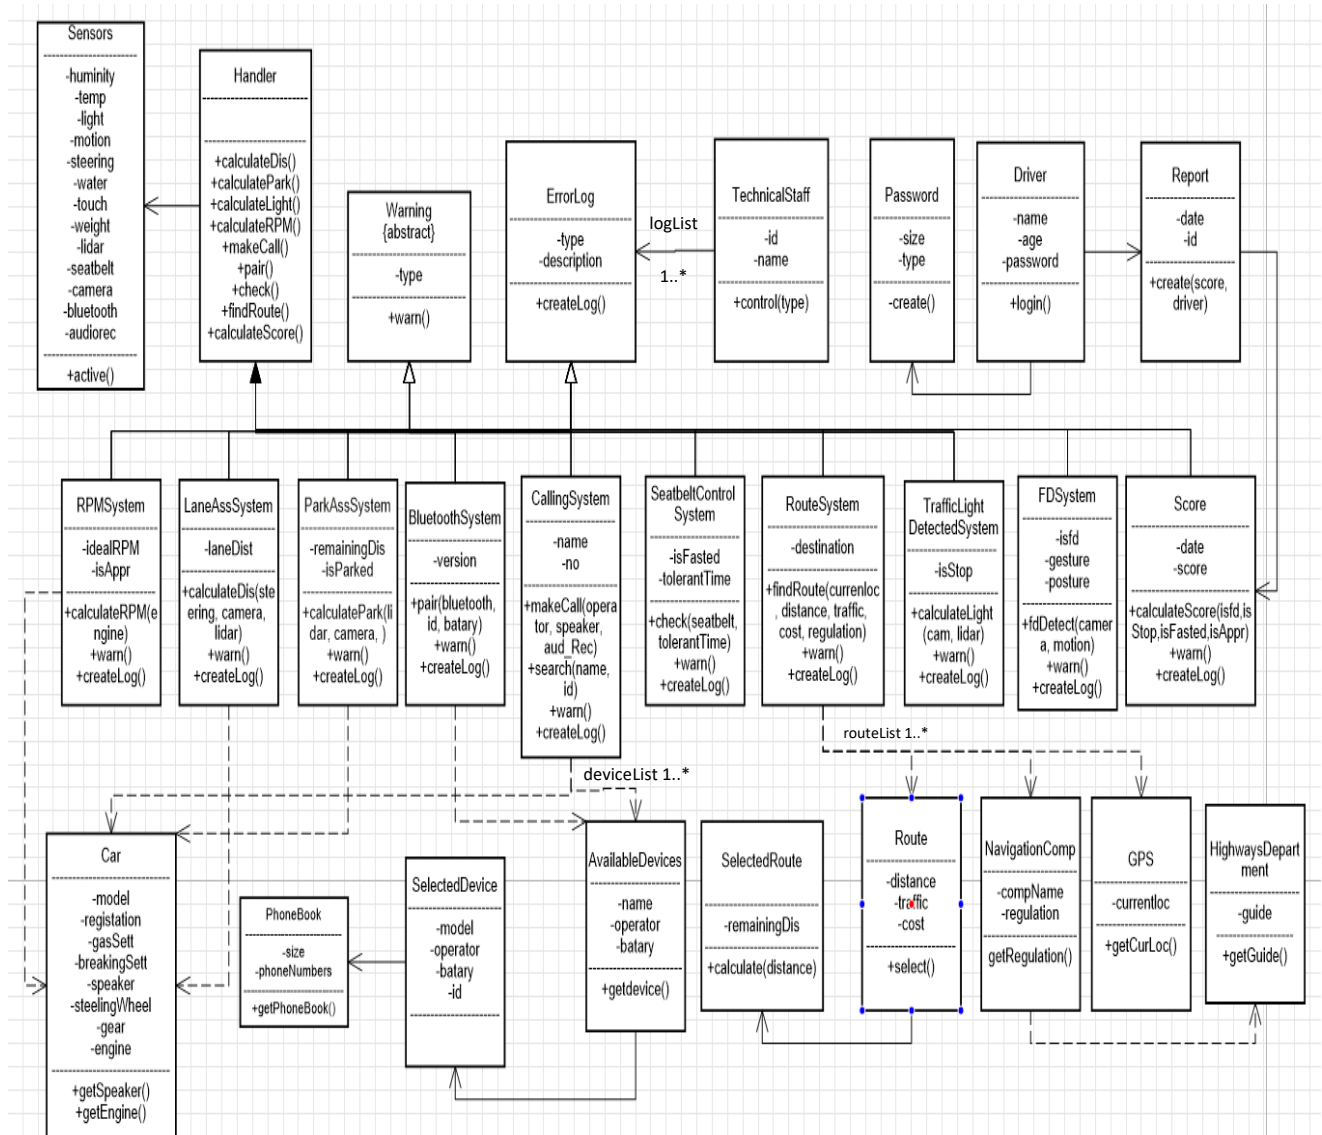 Sensors
-huminity
-temp
-light
-motion
-steering
-water
-touch
-weight
-lidar
-seatbelt
-camera
-bluetooth
-audiorec
+active()
Handler
+calculateDis()
+calculatePark()
+calculateLight()
+calculateRPM()
+makeCall()
+pair()
+check()
+findRoute()
+calculateScore()
Warning
{abstract}
-type
+warn()
ErrorLog
-type
-description
+createLog()
logList
1..*
TechnicalStaff
-id
-name
+control(type)
Password
-size
-type
-create()
Driver
-name
-age
-password
+login()
Report
-date
-id
+create(score,
driver)
RPMSystem
-idealRPM
-isAppr
+calculateRPM(e
ngine)
+warn()
+createLog()
LaneAssSystem
-laneDist
+calculateDis(ste
ering, camera,
lidar)
+warn()
+createLog()
ParkAssSystem
-remainingDis
-isParked
+calculatePark(li
dar, camera, )
+warn()
+createLog()
BluetoothSystem
-version
+pair(bluetooth,
id, batary)
+warn()
+createLog()
CallingSystem
-name
-no
+makeCall(opera
tor, speaker,
aud_Rec)
+search(name,
id)
+warn()
+createLog()
SeatbeltControl
System
-isFasted
-tolerantTime
+check(seatbelt,
tolerantTime)
+warn()
+createLog()
RouteSystem
-destination
+findRoute(currenloc
, distance, traffic,
cost, regulation)
+warn()
+createLog()
TrafficLight
DetectedSystem
-isStop
+calculateLight
(cam, lidar)
+warn()
+createLog()
FDSystem
-isfd
-gesture
-posture
+fdDetect(camer
a, motion)
+warn()
+createLog()
Score
-date
-score
+calculateScore(isfd,is
Stop,isFasted,isAppr)
+warn()
+createLog()
deviceList 1..*
routeList 1..*
Car
-model
-registation
-gasSett
-breakingSett
-speaker
-steelingWheel
-gear
-engine
+getSpeaker()
+getEngine()
PhoneBook
-size
-phoneNumbers
+getPhoneBook()
SelectedDevice
-model
-operator
-batary
-id
AvailableDevices
-name
-operator
-batary
+getdevice()
SelectedRoute
-remainingDis
+calculate(distance)
Route
-distance
-traffic
-cost
+select()
NavigationComp
-compName
-regulation
getRegulation()
GPS
-currentloc
+getCurLoc()
HighwaysDepart
ment
-guide
+getGuide()